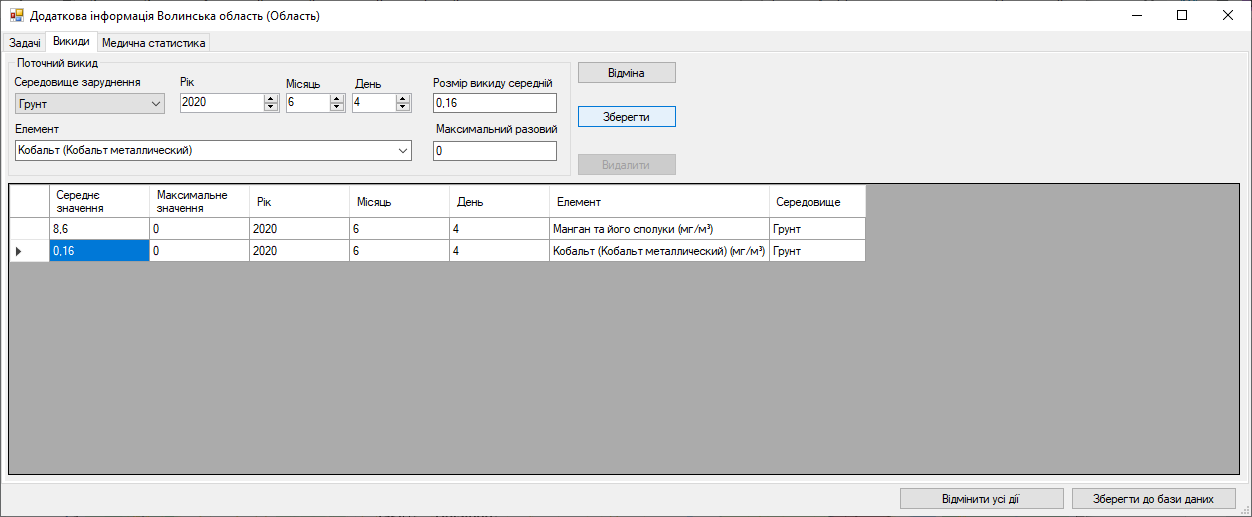 Додаткова інформація Волинська область (Область)
Задачі Викиди Медична статистика
Поточний викид
Середовище заруднення Рік Місяць День Розмір викиду середній
Грунт 2020 6 4 0,16
Елемент Максимальний разовий
Кобальт (Кобальт металлический) 0
Відміна
Зберегти
Видалити
Середнє значення Максимальне значення Рік Місяць День Елемент Середовище
8,6 0 2020 6 4 Манган та його сполуки (мг/м³) Грунт
0,16 0 2020 6 4 Кобальт (Кобальт металлический) (мг/м³) Грунт
Відмінити усі дії Зберегти до бази даних